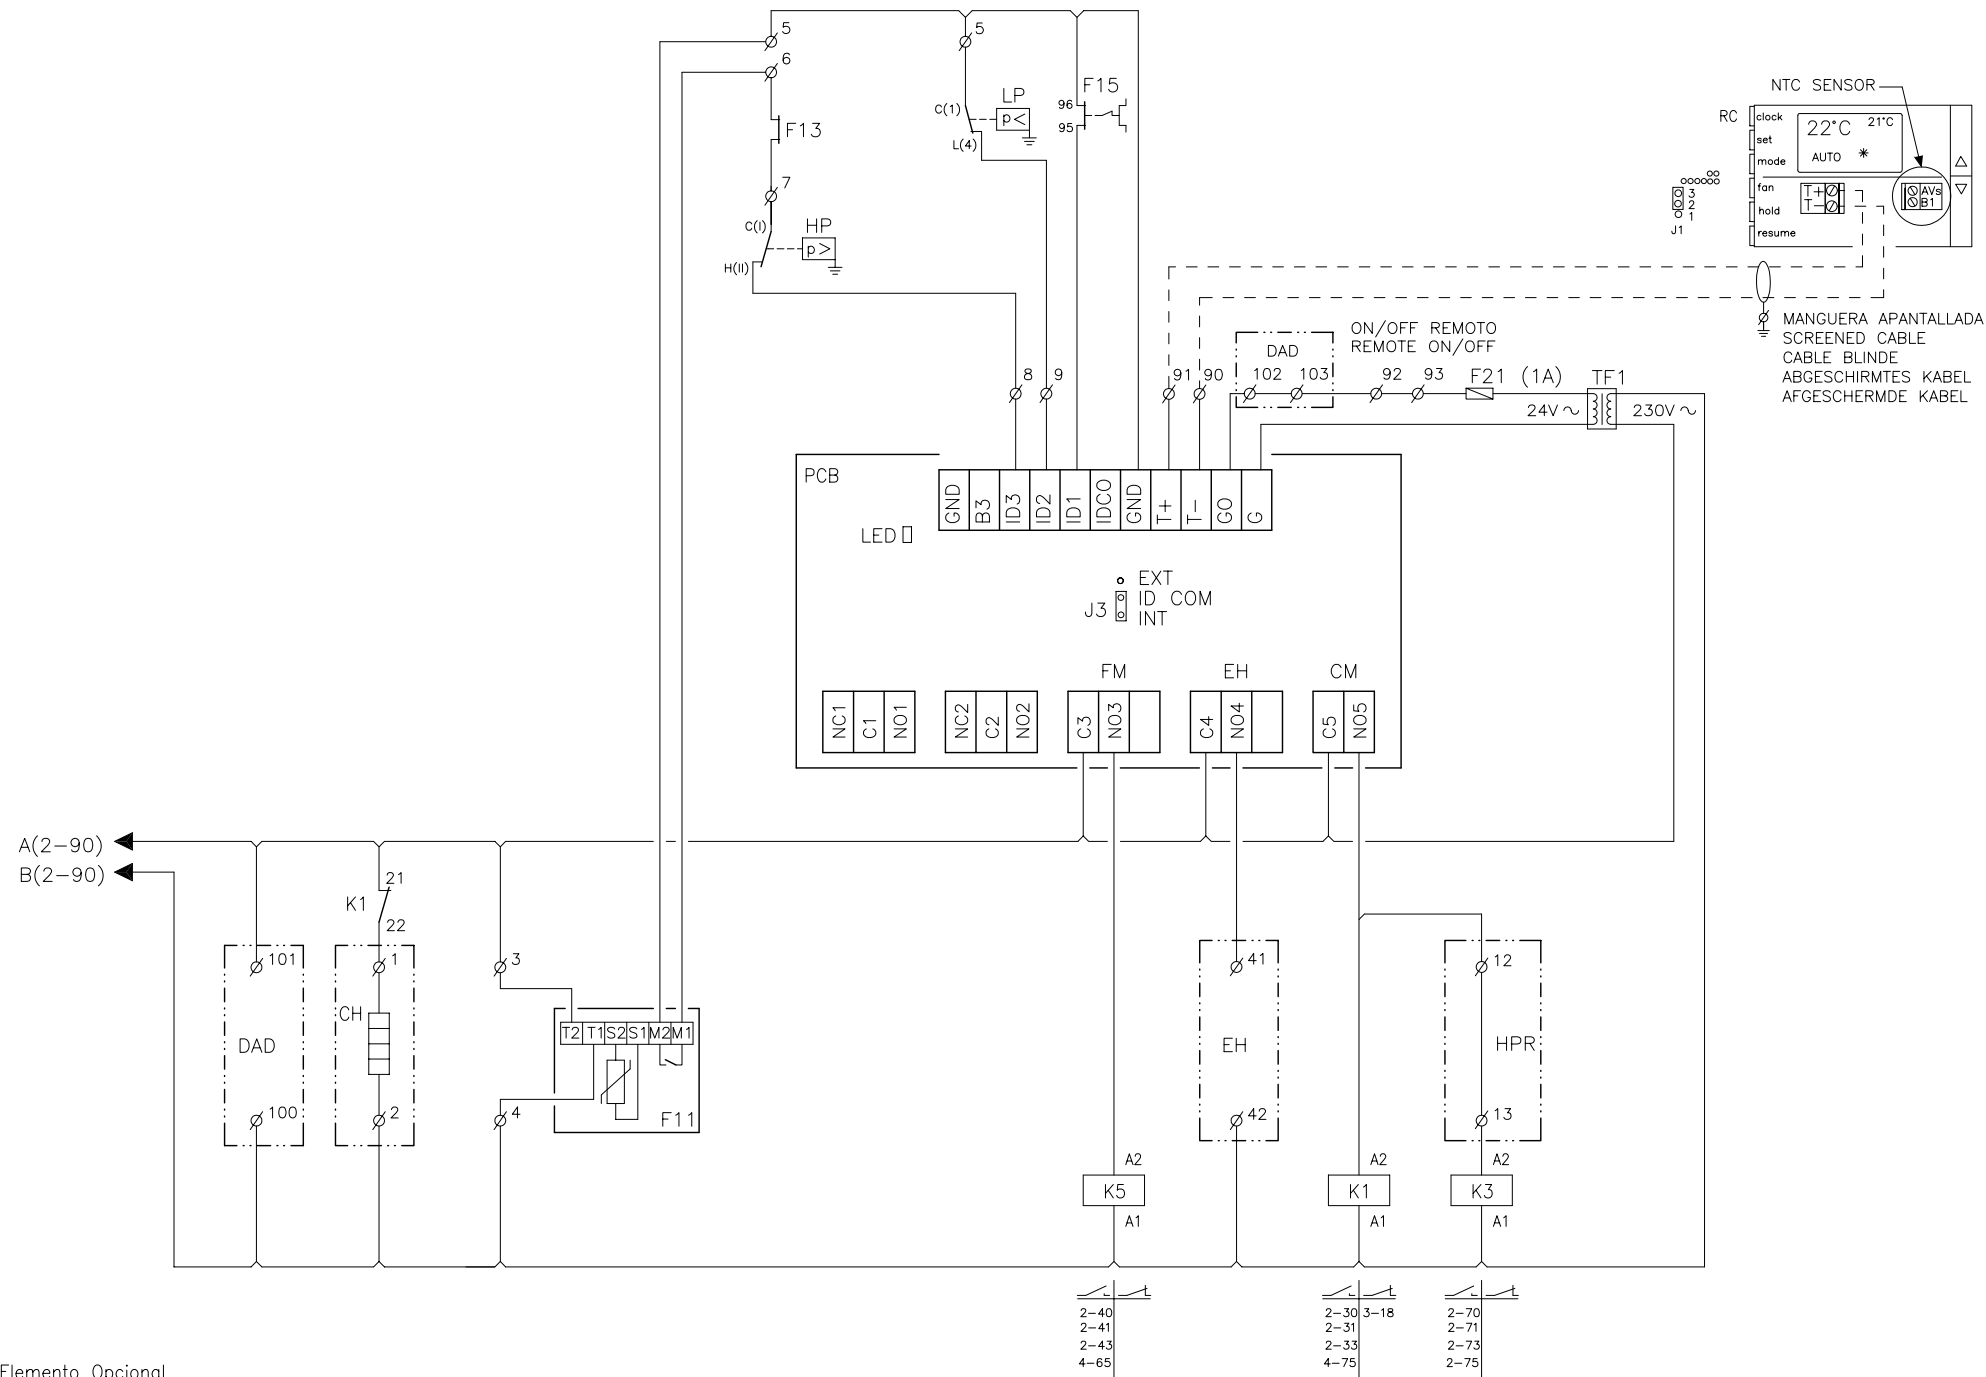 5
5
6
F15
LP
C(1)
p<
96
95
L(4)
F13
7
C(I)
HP
p>
H(II)
NTC SENSOR
RC
clock
set
mode
fan
hold
resume
22°C
21°C
AUTO
T+
T-
AVs
B1
3
2
1
J1
MANGUERA APANTALLADA
SCREENED CABLE
CABLE BLINDE
ABGESCHIRMTES KABEL
AFGESCHERMDE KABEL
ON/OFF REMOTO
REMOTE ON/OFF
DAD
8
9
91
90
102
103
92
93
F21 (1A)
TF1
24V ~
230V ~
PCB
GND
B3
ID3
ID2
ID1
IDCO
GND
T+
T-
GO
G
LED
EXT
J3
ID COM
INT
FM
EH
CM
NC1
C1
NO1
NC2
C2
NO2
C3
NO3
C4
NO4
C5
NO5
A(2-90)
B(2-90)
21
K1
22
101
1
3
CH
DAD
100
2
4
T2
T1
S2
S1
M2
M1
F11
41
12
EH
HPR
42
13
A2
K5
A1
A2
K1
A1
A2
K3
A1
2-40
2-41
2-43
4-65
2-30
3-18
2-31
2-33
4-75
2-70
2-71
2-73
2-75
Elemento Opcional